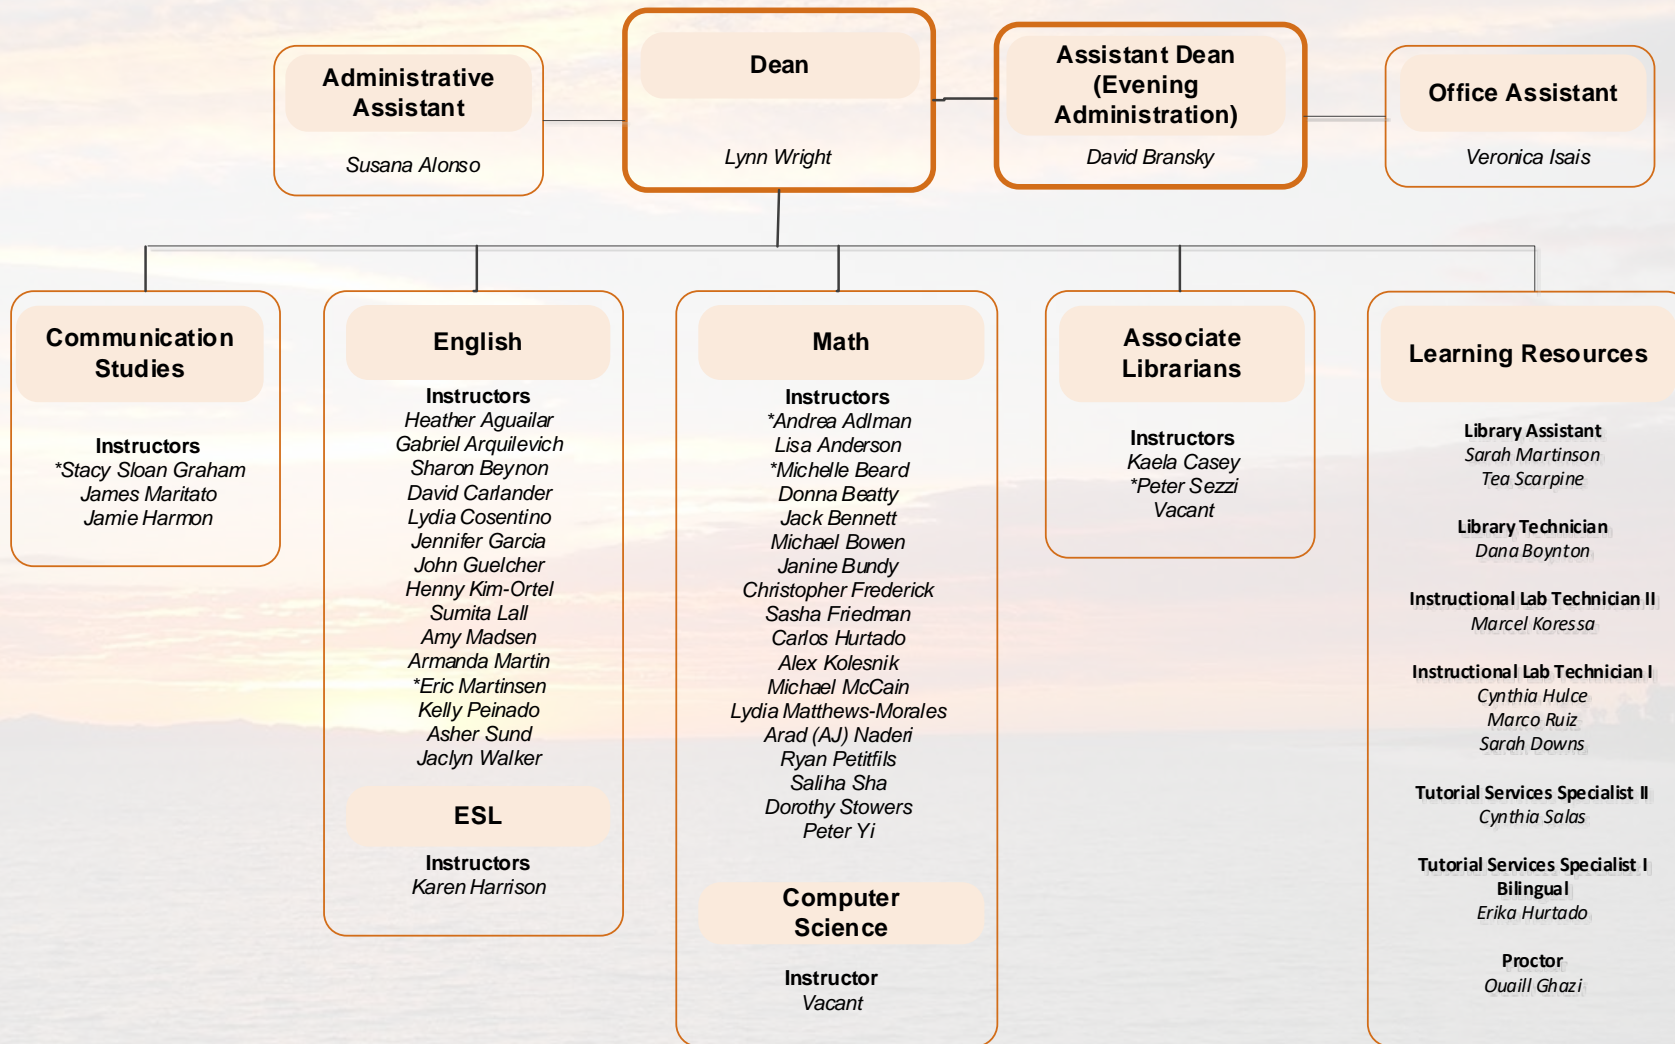 Administrative
Assistant
Susana Alonso
Dean
Lynn Wright
Assistant Dean
(Evening
Administration)
David Bransky
Office Assistant
Veronica Isais
Communication
Studies
Instructors
*Stacy Sloan Graham
James Maritato
Jamie Harmon
English
Instructors
Heather Aguailar
Gabriel Arquilevich
Sharon Beynon
David Carlander
Lydia Cosentino
Jennifer Garcia
John Guelcher
Henny Kim-Ortel
Sumita Lall
Amy Madsen
Armanda Martin
*Eric Martinsen
Kelly Peinado
Asher Sund
Jaclyn Walker
ESL
Instructors
Karen Harrison
Math
Instructors
*Andrea Adlman
Lisa Anderson
*Michelle Beard
Donna Beatty
Jack Bennett
Michael Bowen
Janine Bundy
Christopher Frederick
Sasha Friedman
Carlos Hurtado
Alex Kolesnik
Michael McCain
Lydia Matthews-Morales
Arad (AJ) Naderi
Ryan Petitfils
Saliha Sha
Dorothy Stowers
Peter Yi
Computer
Science
Instructor
Vacant
Associate
Librarians
Instructors
Kaela Casey
*Peter Sezzi
Vacant
Learning Resources
Library Assistant
Sarah Martinson
Tea Scarpine
Library Technician
Dana Boynton
Instructional Lab Technician II
Marcel Koressa
Instructional Lab Technician I
Cynthia Hulce
Marco Ruiz
Sarah Downs
Tutorial Services Specialist II
Cynthia Salas
Tutorial Services Specialist I
Bilingual
Erika Hurtado
Proctor
Ouaill Ghazi